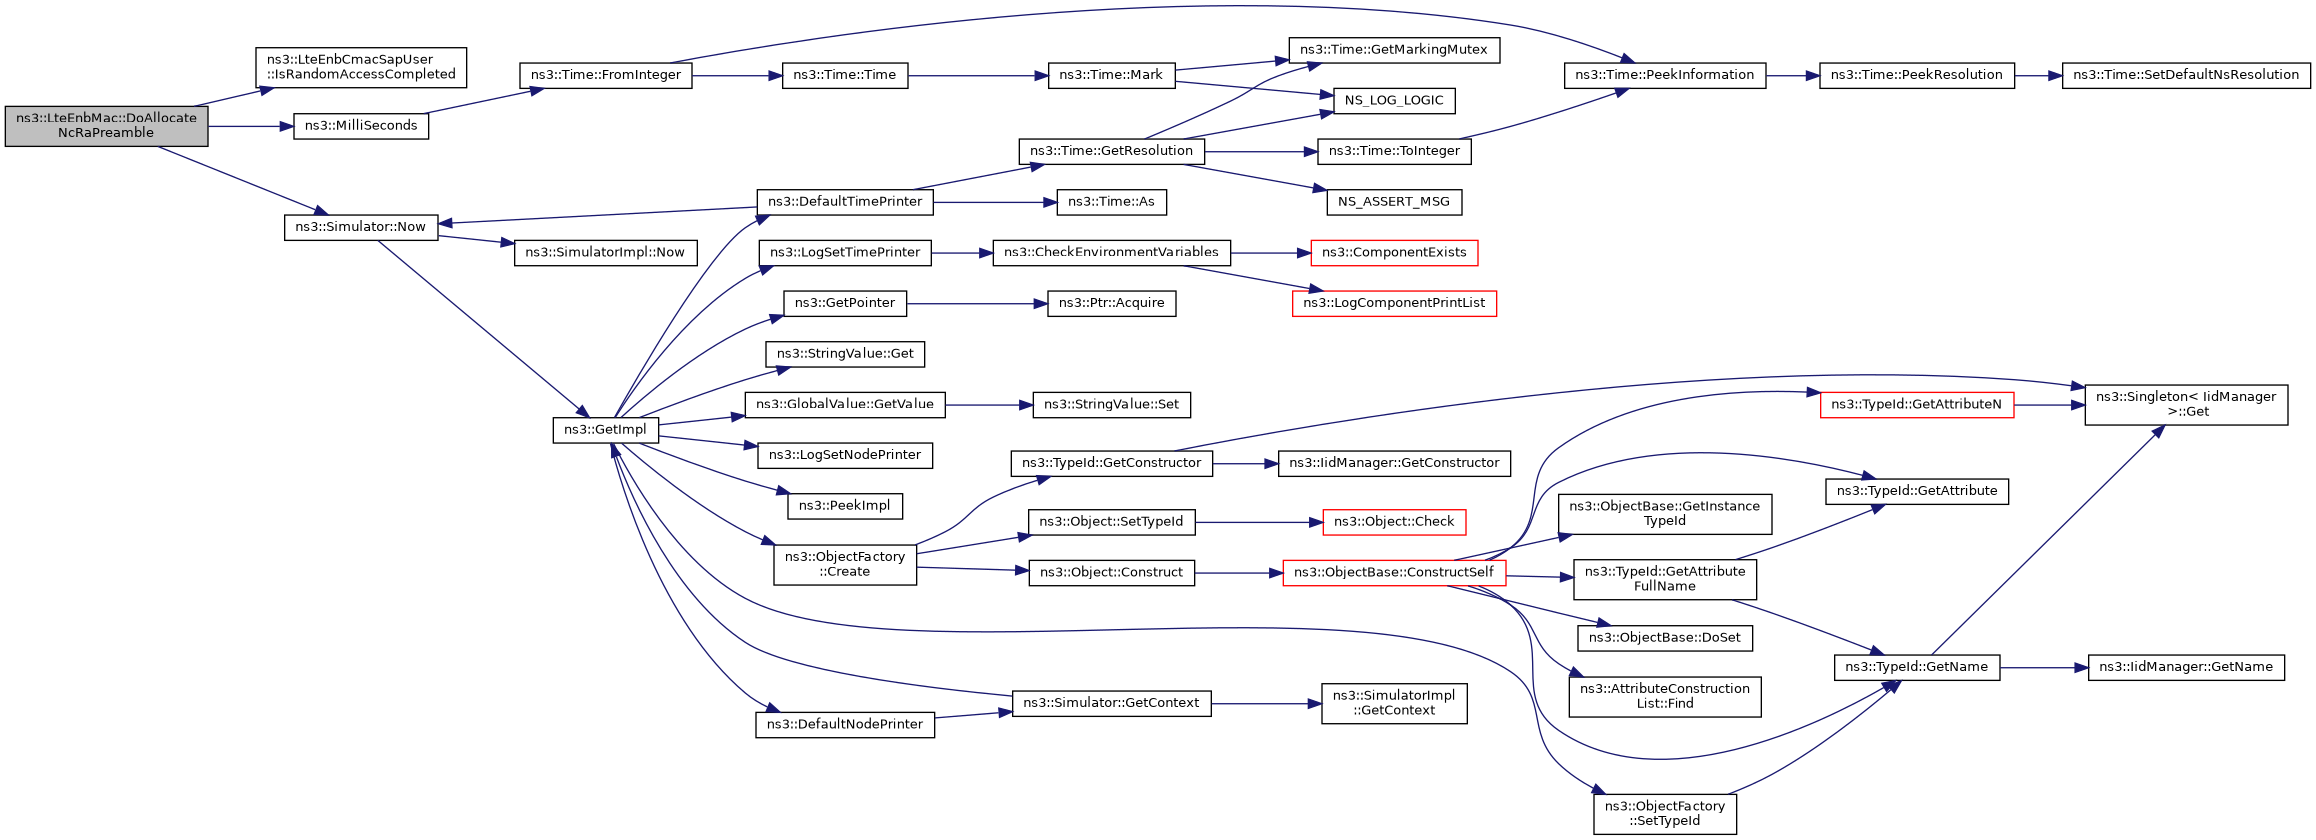 ns3::LteEnbMac::DoAllocate
NcRaPreamble
ns3::LteEnbCmacSapUser
::IsRandomAccessCompleted
ns3::MilliSeconds
ns3::Simulator::Now
ns3::Time::FromInteger
ns3::SimulatorImpl::Now
ns3::GetImpl
ns3::Time::Time
ns3::DefaultTimePrinter
ns3::LogSetTimePrinter
ns3::GetPointer
ns3::StringValue::Get
ns3::GlobalValue::GetValue
ns3::LogSetNodePrinter
ns3::PeekImpl
ns3::ObjectFactory
::Create
ns3::DefaultNodePrinter
ns3::Time::Mark
ns3::Time::GetResolution
ns3::Time::As
ns3::CheckEnvironmentVariables
ns3::Ptr::Acquire
ns3::StringValue::Set
ns3::TypeId::GetConstructor
ns3::Object::SetTypeId
ns3::Object::Construct
ns3::Simulator::GetContext
ns3::Time::GetMarkingMutex
NS_LOG_LOGIC
ns3::Time::ToInteger
NS_ASSERT_MSG
ns3::ComponentExists
ns3::LogComponentPrintList
ns3::IidManager::GetConstructor
ns3::Object::Check
ns3::ObjectBase::ConstructSelf
ns3::SimulatorImpl
::GetContext
ns3::Time::PeekInformation
ns3::ObjectBase::GetInstance
TypeId
ns3::TypeId::GetAttribute
FullName
ns3::ObjectBase::DoSet
ns3::AttributeConstruction
List::Find
ns3::ObjectFactory
::SetTypeId
ns3::Time::PeekResolution
ns3::TypeId::GetAttributeN
ns3::TypeId::GetAttribute
ns3::TypeId::GetName
ns3::Time::SetDefaultNsResolution
ns3::Singleton< IidManager
>::Get
ns3::IidManager::GetName